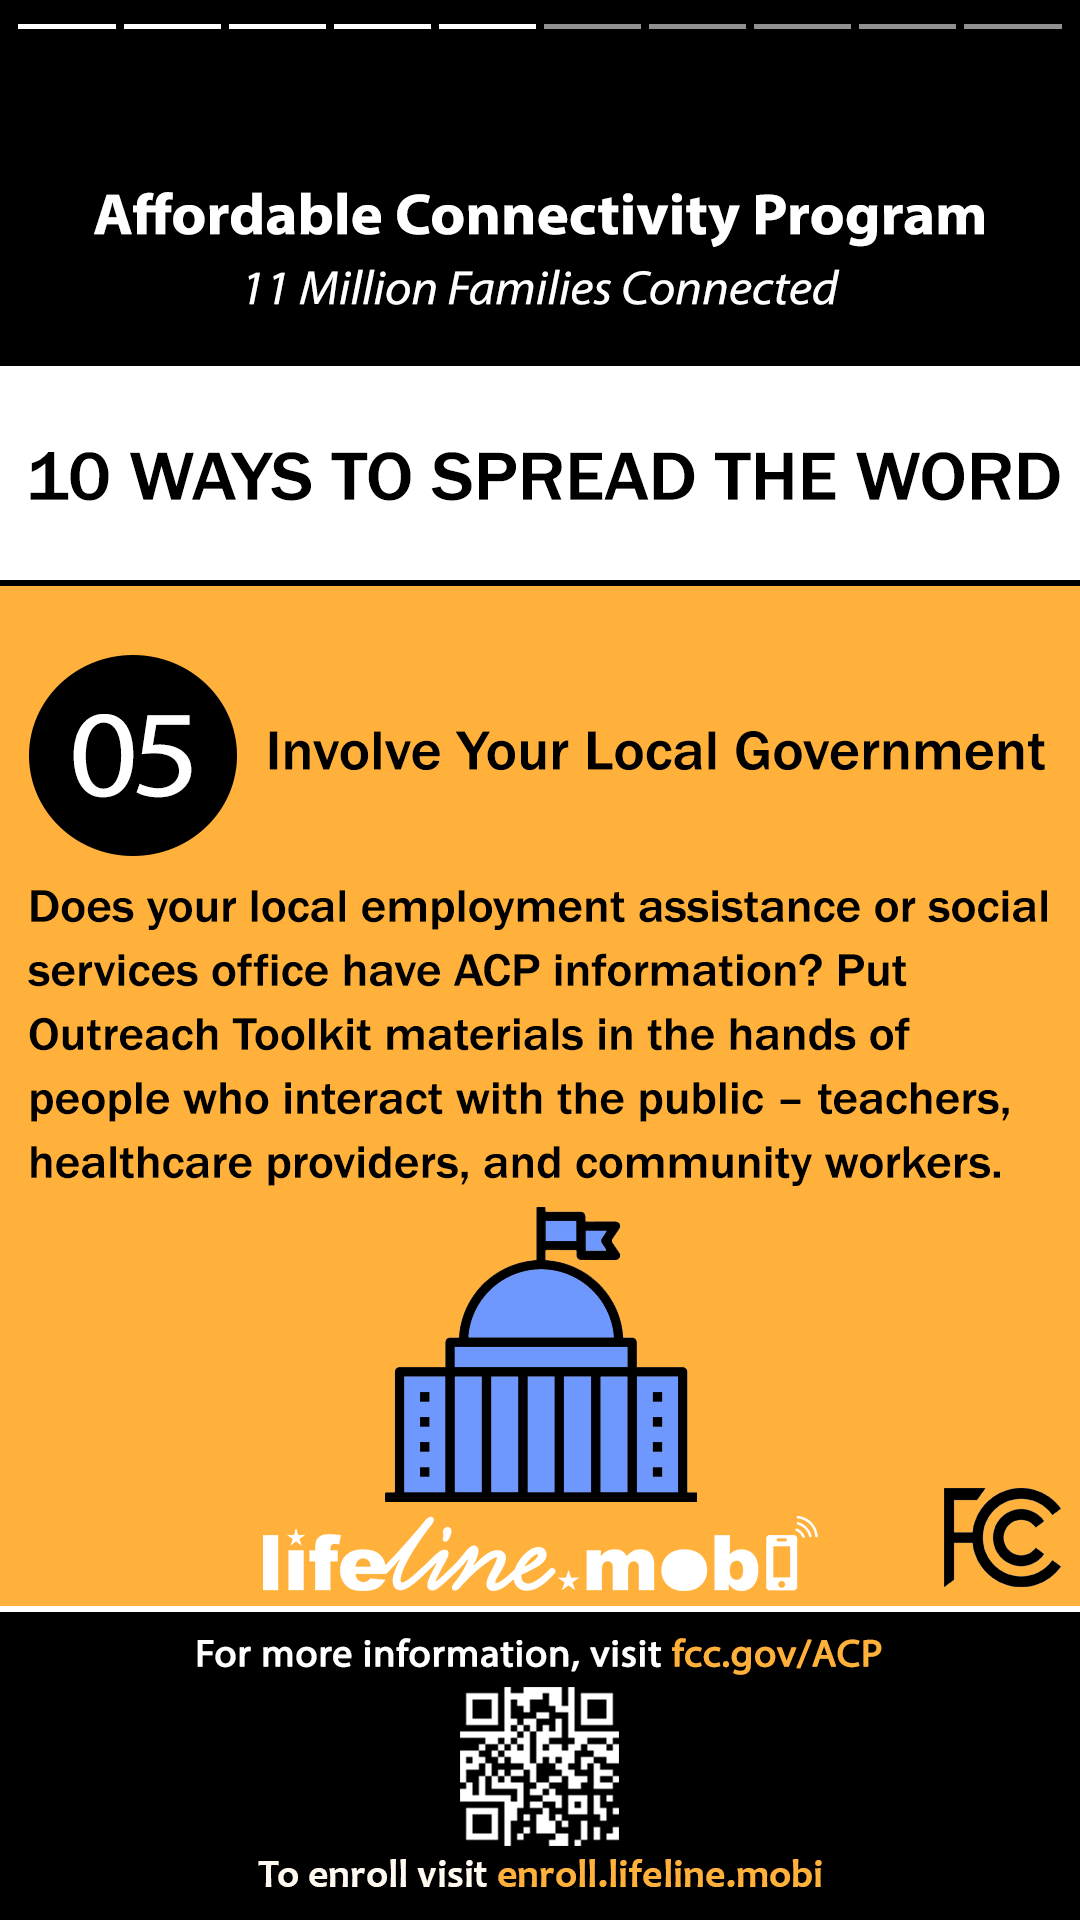 Affordable Connectivity Program
11 Million Families Connected
10 WAYS TO SPREAD THE WORD
05
Involve Your Local Government
Does your local employment assistance or social
services office have ACP information? Put
Outreach Toolkit materials in the hands of
people who interact with the public – teachers,
healthcare providers, and community workers.
lifeline.mobi
FCC
For more information, visit fcc.gov/ACP
To enroll visit enroll.lifeline.mobi